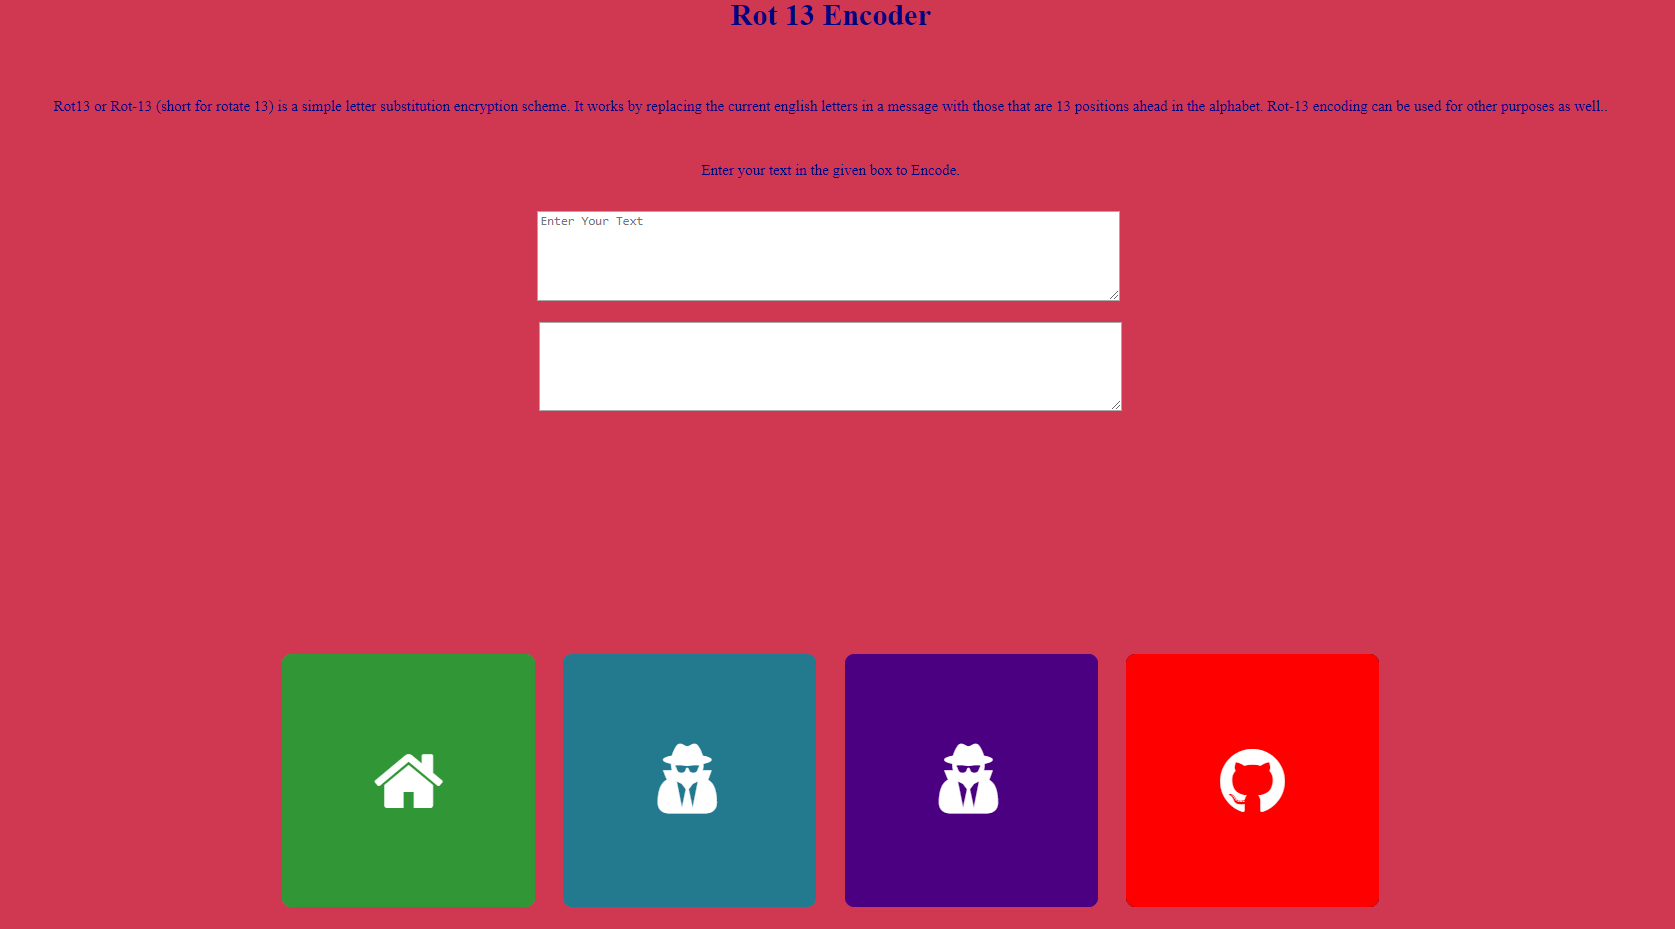 Rot 13 Encoder
Rot13 or Rot-13 (short for rotate 13) is a simple letter substitution encryption scheme. It works by replacing the current english letters in a message with those that are 13 positions ahead in the alphabet. Rot-13 encoding can be used for other purposes as well..
Enter your text in the given box to Encode.
Enter Your Text